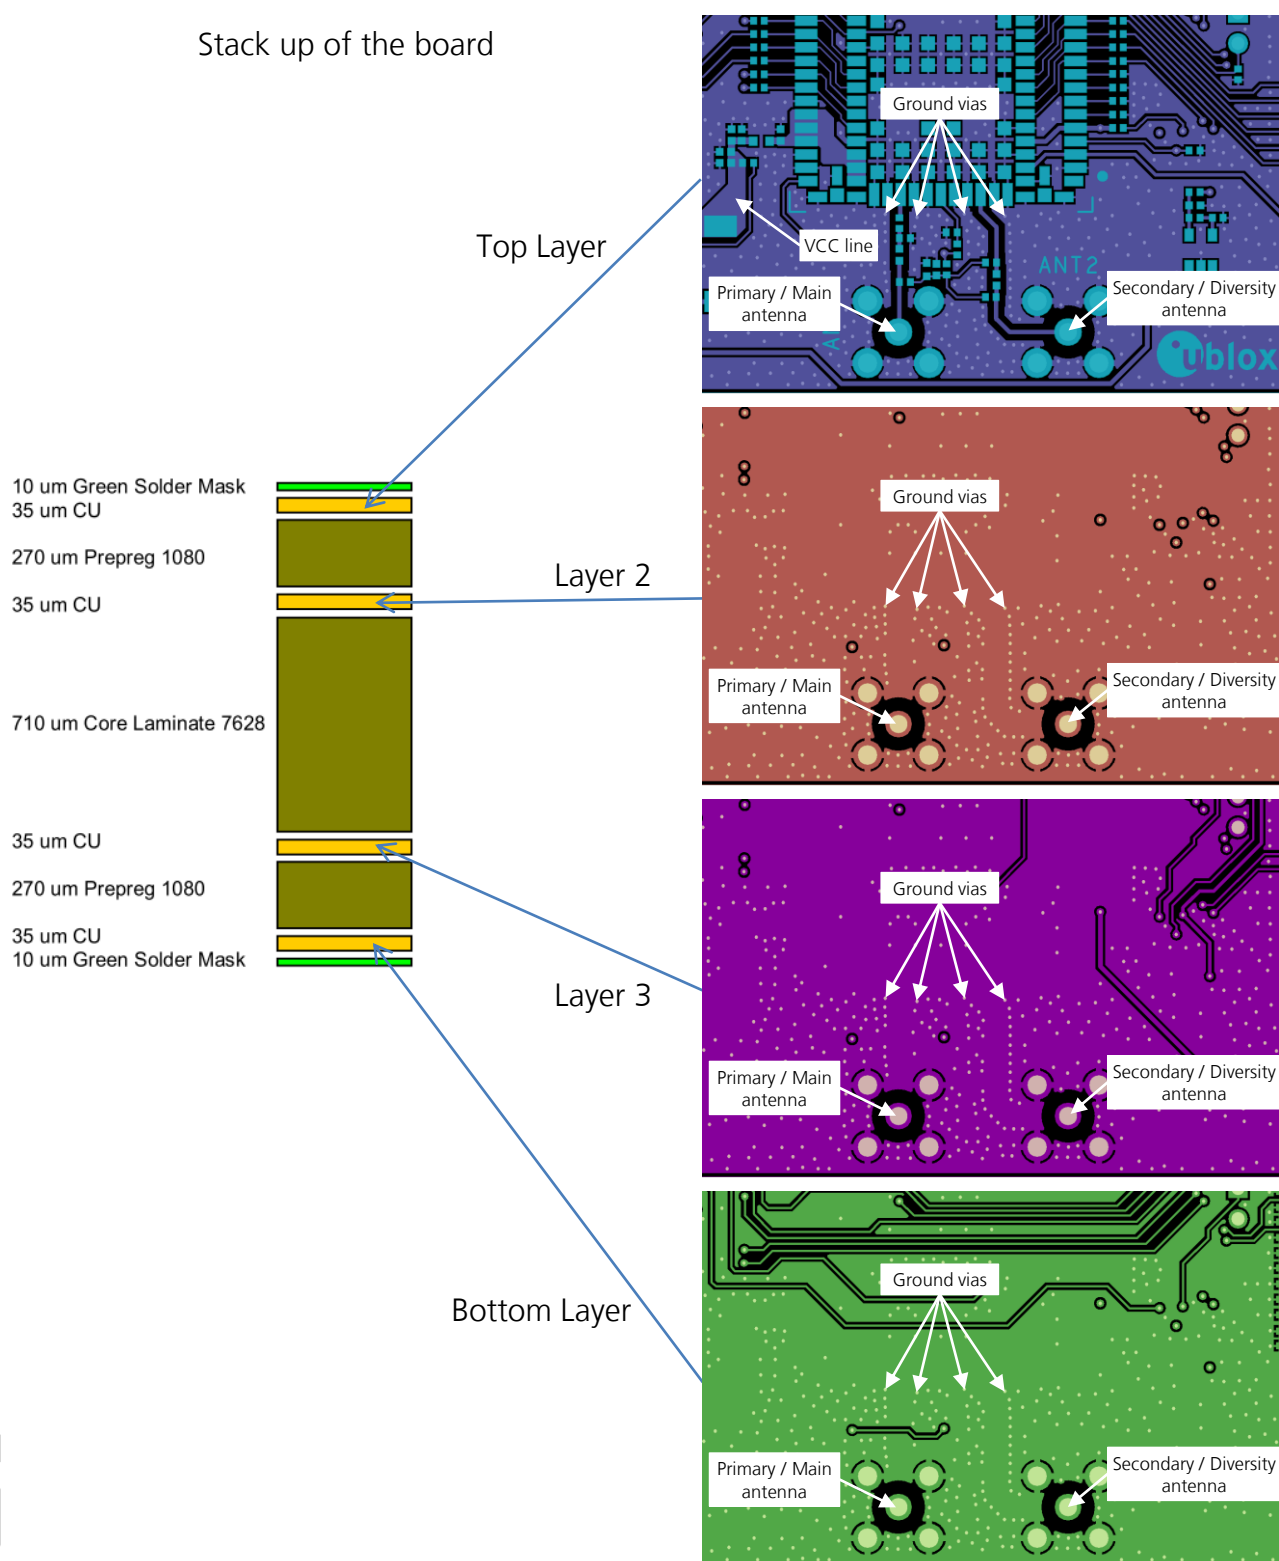 Stack up of the board
Ground vias
VCC line
Top Layer
ANT2
Primary / Main
antenna
Secondary / Diversity
antenna
ublox
10 um Green Solder Mask
35 um CU
270 um Prepreg 1080
35 um CU
710 um Core Laminate 7628
35 um CU
270 um Prepreg 1080
35 um CU
10 um Green Solder Mask
Layer 2
Ground vias
Primary / Main
antenna
Secondary / Diversity
antenna
Layer 3
Ground vias
Primary / Main
antenna
Secondary / Diversity
antenna
Bottom Layer
Ground vias
Primary / Main
antenna
Secondary / Diversity
antenna